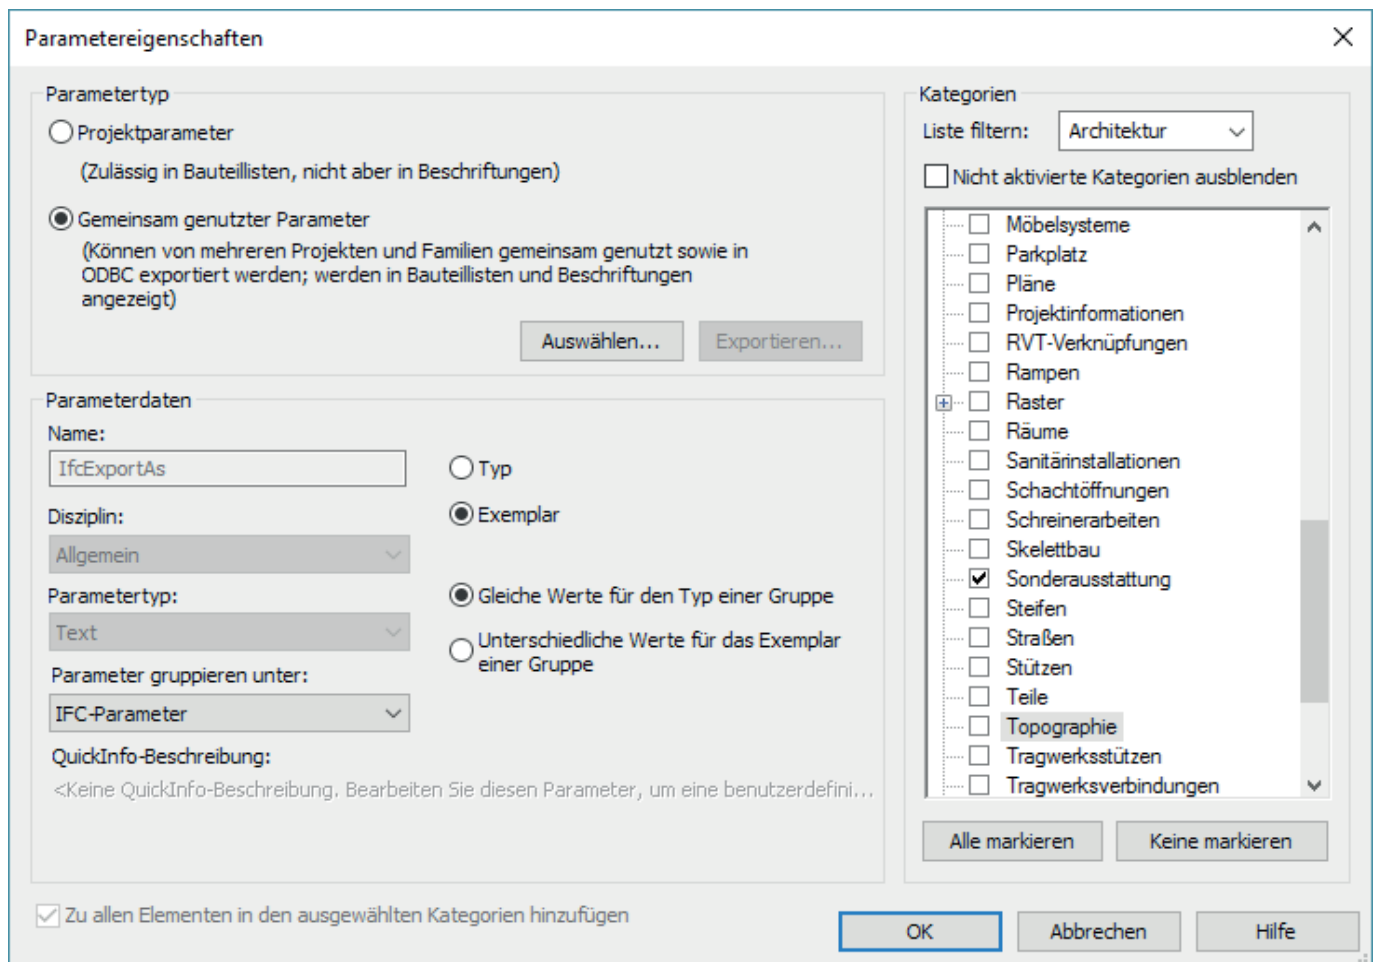 Parametereigenschaften
Parametertyp
Projektparameter
(Zulässig in Bauteillisten, nicht aber in Beschriftungen)
Gemeinsam genutzter Parameter
(Können von mehreren Projekten und Familien gemeinsam genutzt sowie in
ODBC exportiert werden; werden in Bauteillisten und Beschriftungen
angezeigt)
Auswählen...
Exportieren...
Parameterdaten
Name:
IfcExportAs
Typ
Disziplin:
Exemplar
Allgemein
Parametertyp:
Gleiche Werte für den Typ einer Gruppe
Text
Unterschiedliche Werte für das Exemplar
einer Gruppe
Parameter gruppieren unter:
IFC-Parameter
QuickInfo-Beschreibung:
<Keine QuickInfo-Beschreibung. Bearbeiten Sie diesen Parameter, um eine benutzerdefini...
Kategorien
Liste filtern:
Architektur
Nicht aktivierte Kategorien ausblenden
Möbelsysteme
Parkplatz
Pläne
Projektinformationen
RVT-Verknüpfungen
Rampen
Raster
Räume
Sanitärinstallationen
Schachtöffnungen
Schreinerarbeiten
Skelettbau
Sonderausstattung
Steifen
Straßen
Stützen
Teile
Topographie
Tragwerksstützen
Tragwerksverbindungen
Alle markieren
Keine markieren
Zu allen Elementen in den ausgewählten Kategorien hinzufügen
OK
Abbrechen
Hilfe